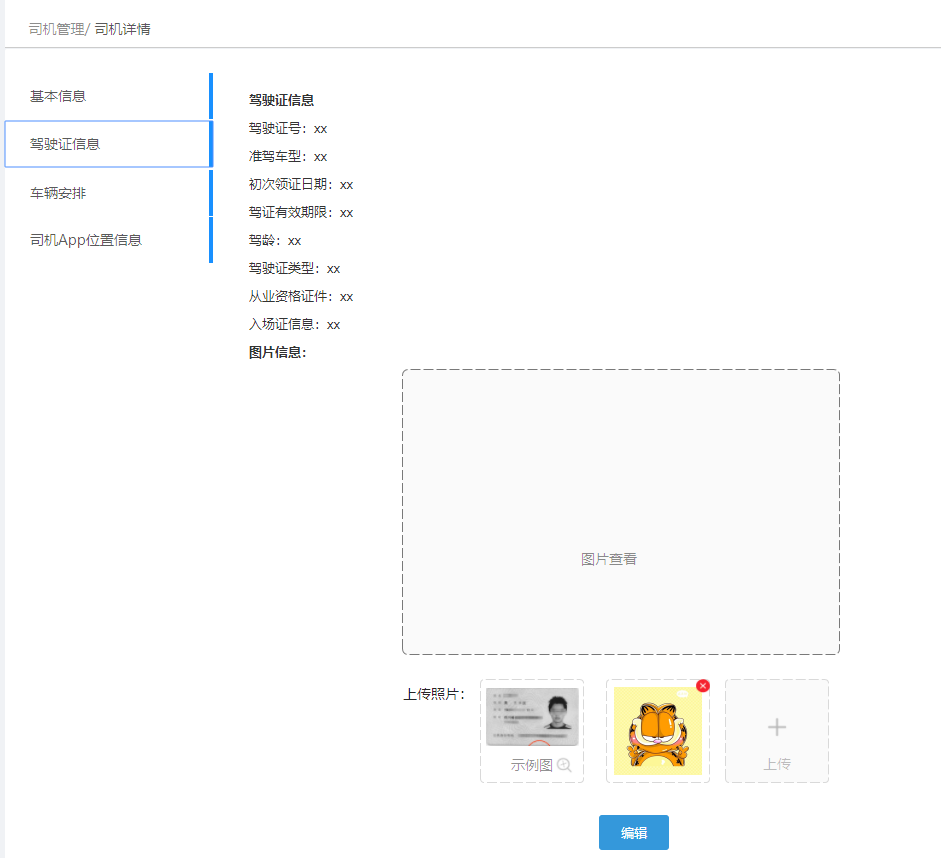 司机管理/ 司机详情
基本信息
驾驶证信息
车辆安排
司机App位置信息
驾驶证信息
驾驶证号：xx
准驾车型：xx
初次领证日期：xx
驾证有效期限：xx
驾龄：xx
驾驶证类型：xx
从业资格证件：xx
入场证信息：xx
图片信息：
图片查看
上传照片：
示例图
上传
编辑